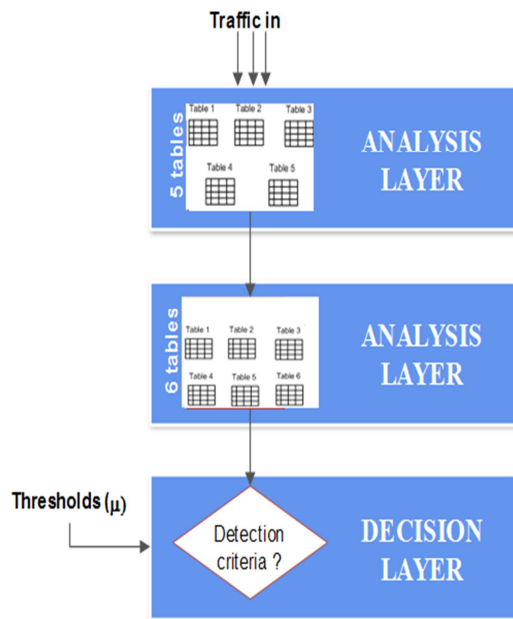 Traffic in
5 tables
Table 1 Table 2 Table 3
Table 4 Table 5
ANALYSIS
LAYER
6 tables
Table 1 Table 2 Table 3
Table 4 Table 5 Table 6
ANALYSIS
LAYER
Thresholds (μ)
Detection
criteria ?
DECISION
LAYER